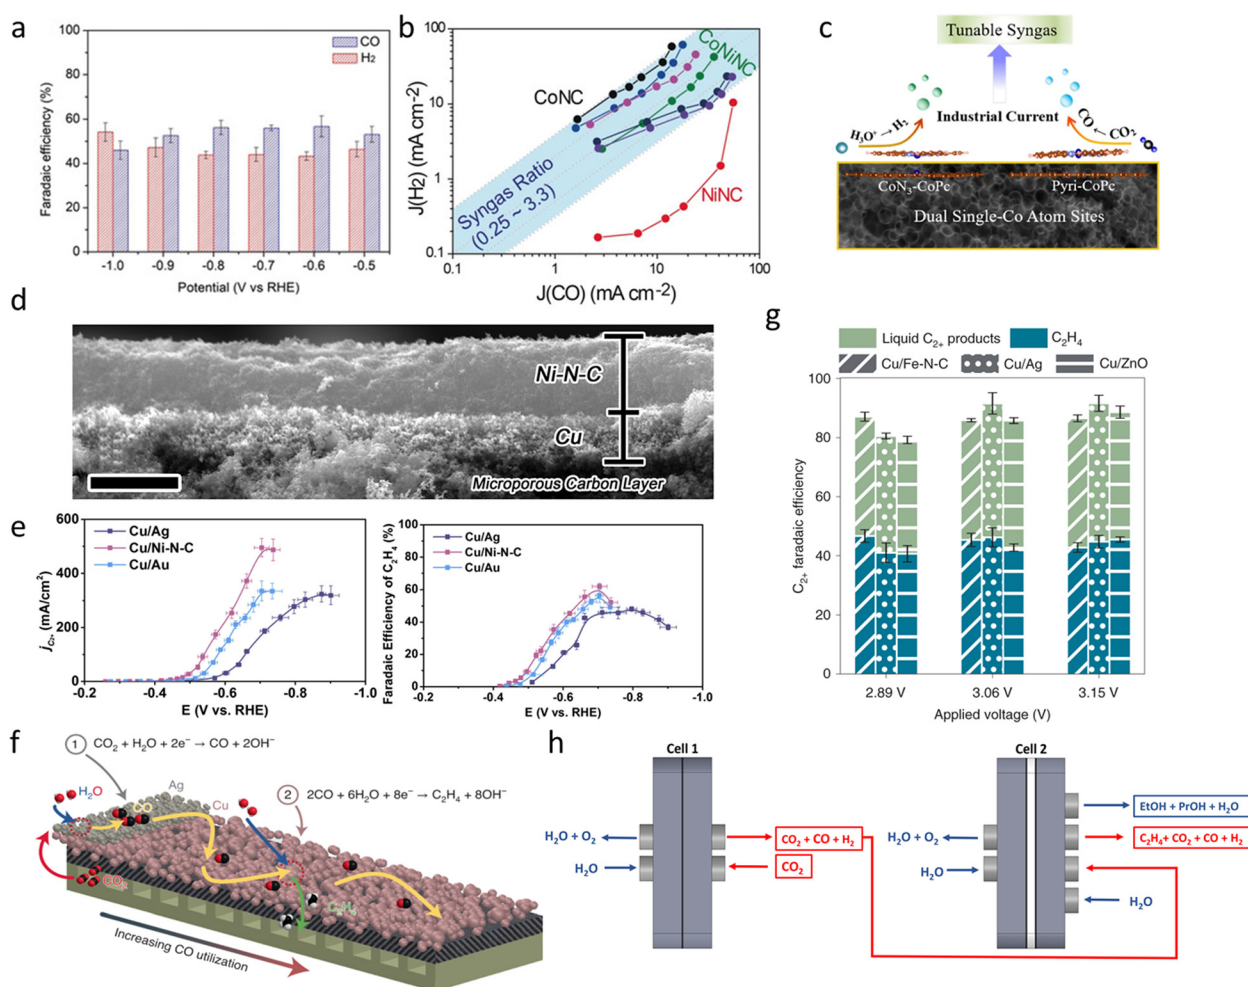 a
100
80
60
40
20
0
Faradaic efficiency (%)
CO
H₂
-1.0 -0.9 -0.8 -0.7 -0.6 -0.5
Potential (V vs RHE)
b
100
10
1
0.1
J(H2) (mA cm-2)
CoNC
CoNiNC
NiNC
Syngas Ratio
(0.25 ~ 3.3)
0.1 1 10 100
J(CO) (mA cm-2)
c
Tunable Syngas
Industrial Current
H₃O⁺ → H₂
CO ← CO₂
CoN₃-CoPc
Pyri-CoPc
Dual Single-Co Atom Sites
d
Ni-N-C
Cu
Microporous Carbon Layer
e
600
400
200
0
j_C₂₊ (mA/cm²)
Cu/Ag
Cu/Ni-N-C
Cu/Au
-0.2 -0.4 -0.6 -0.8 -1.0
E (V vs. RHE)
100
80
60
40
20
0
Faradaic Efficiency of C₂H₄ (%)
Cu/Ag
Cu/Ni-N-C
Cu/Au
-0.2 -0.4 -0.6 -0.8 -1.0
E (V vs. RHE)
f
1 CO₂ + H₂O + 2e⁻ → CO + 2OH⁻
Ag
H₂O
CO
Cu
2 2CO + 6H₂O + 8e⁻ → C₂H₄ + 8OH⁻
CO₂
C₂H₄
Increasing CO utilization
g
Liquid C₂₊ products
C₂H₄
Cu/Fe-N-C
Cu/Ag
Cu/ZnO
100
80
60
40
20
0
C₂₊ faradaic efficiency
2.89 V 3.06 V 3.15 V
Applied voltage (V)
h
Cell 1
H₂O + O₂
H₂O
CO₂ + CO + H₂
CO₂
Cell 2
H₂O + O₂
H₂O
EtOH + PrOH + H₂O
C₂H₄+ CO₂ + CO + H₂
H₂O